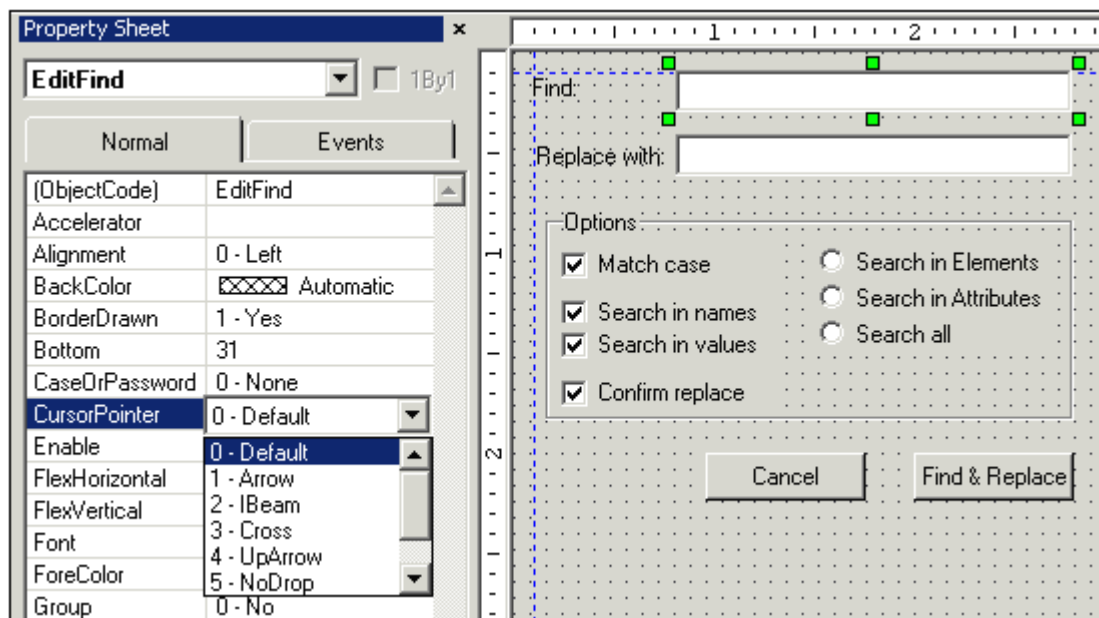 Property Sheet
EditFind
1By1
Normal Events
(ObjectCode) EditFind
Accelerator
Alignment 0 - Left
BackColor Automatic
BorderDrawn 1 - Yes
Bottom 31
CaseOrPassword 0 - None
CursorPointer 0 - Default
Enable 0 - Default
FlexHorizontal 1 - Arrow
FlexVertical 2 - IBeam
3 - Cross
Font 4 - UpArrow
ForeColor 5 - NoDrop
Group 0 - No
1 2
1
2
Find:
Replace with:
Options
Match case
Search in names
Search in values
Confirm replace
Search in Elements
Search in Attributes
Search all
Cancel Find & Replace